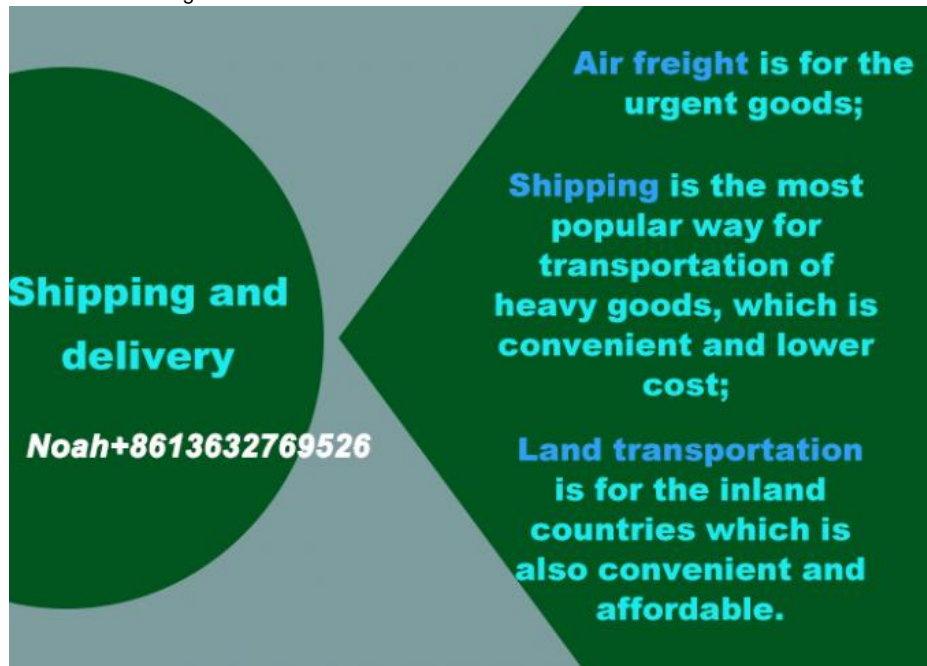 Shipping and
delivery
Noah+8613632769526
Air freight is for the
urgent goods;
Shipping is the most
popular way for
transportation of
heavy goods, which is
convenient and lower
cost;
Land transportation
is for the inland
countries which is
also convenient and
affordable.